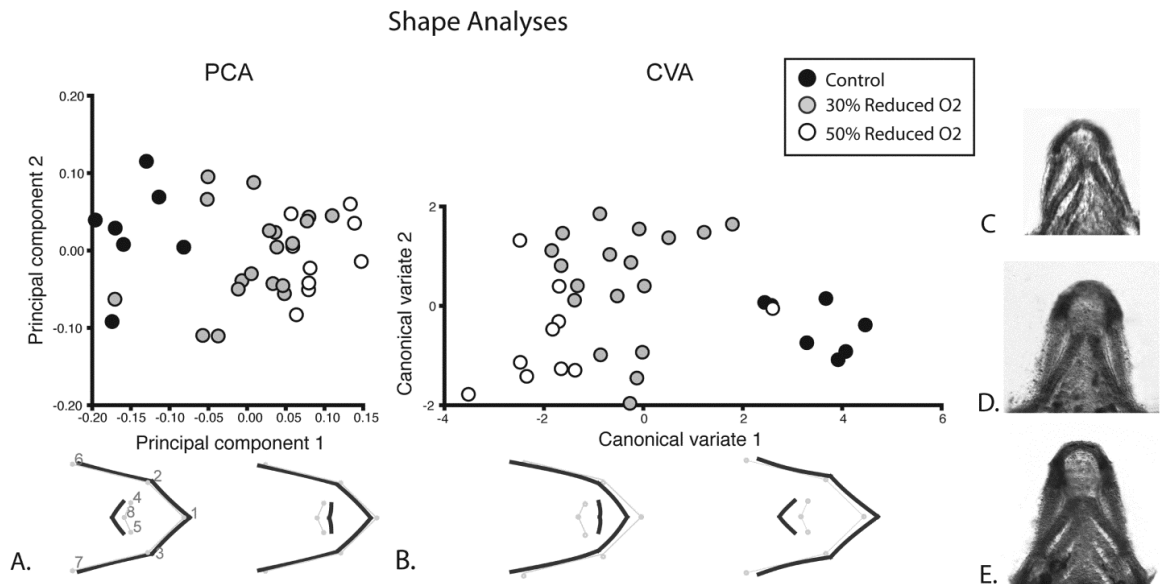 Shape Analyses
PCA
CVA
Control
30% Reduced O2
50% Reduced O2
0.20
0.10
0.00
-0.10
-0.20
Principal component 2
-0.20
-0.15
-0.10
-0.05
0.00
0.05
0.10
0.15
Principal component 1
2
0
-2
Canonical variate 2
-4
-2
0
2
4
6
Canonical variate 1
C
D.
E.
6
2
4
8
1
5
3
7
A.
B.